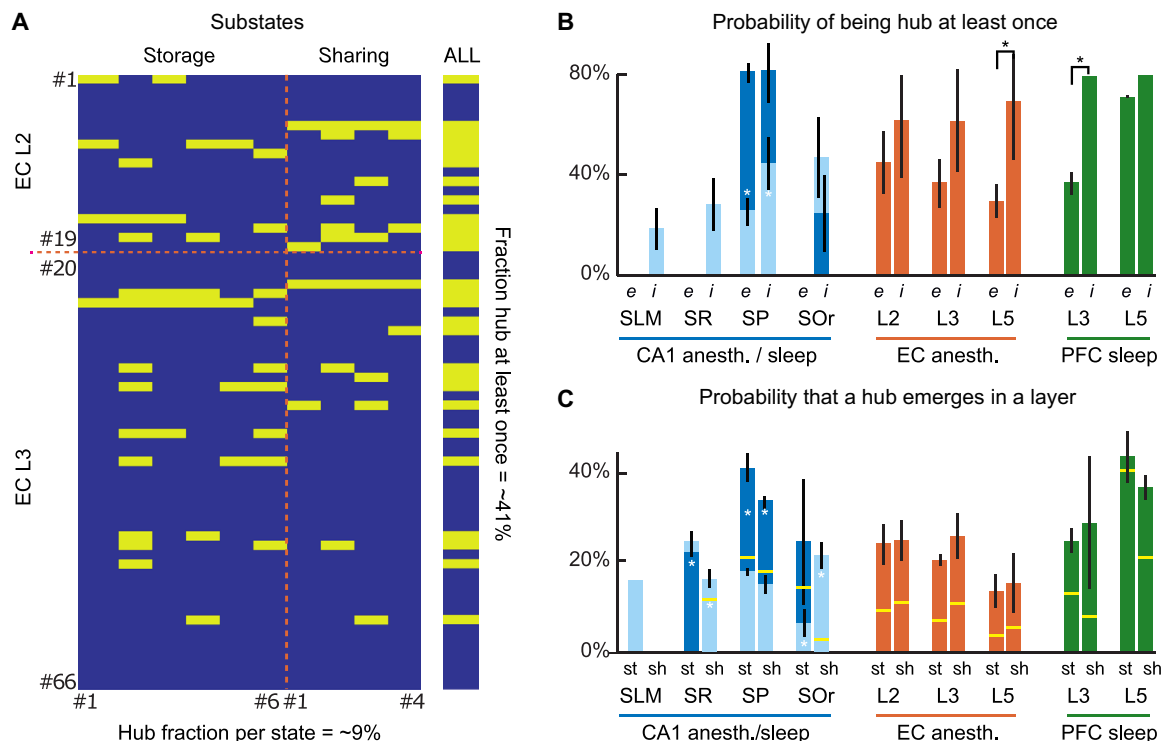 A
Substates
Storage Sharing ALL
#1
EC L2
#19
#20
EC L3
#66
#1 #6 #1 #4
Hub fraction per state = ~9%
Fraction hub at least once = ~41%
B
Probability of being hub at least once
80%
40%
0%
* *
* *
e i e i e i e i e i e i e i e i e i
SLM SR SP SOr L2 L3 L5 L3 L5
CA1 anesth. / sleep EC anesth. PFC sleep
C
Probability that a hub emerges in a layer
40%
20%
0%
* * * * * *
st sh st sh st sh st sh st sh st sh st sh st sh st sh
SLM SR SP SOr L2 L3 L5 L3 L5
CA1 anesth./sleep EC anesth. PFC sleep